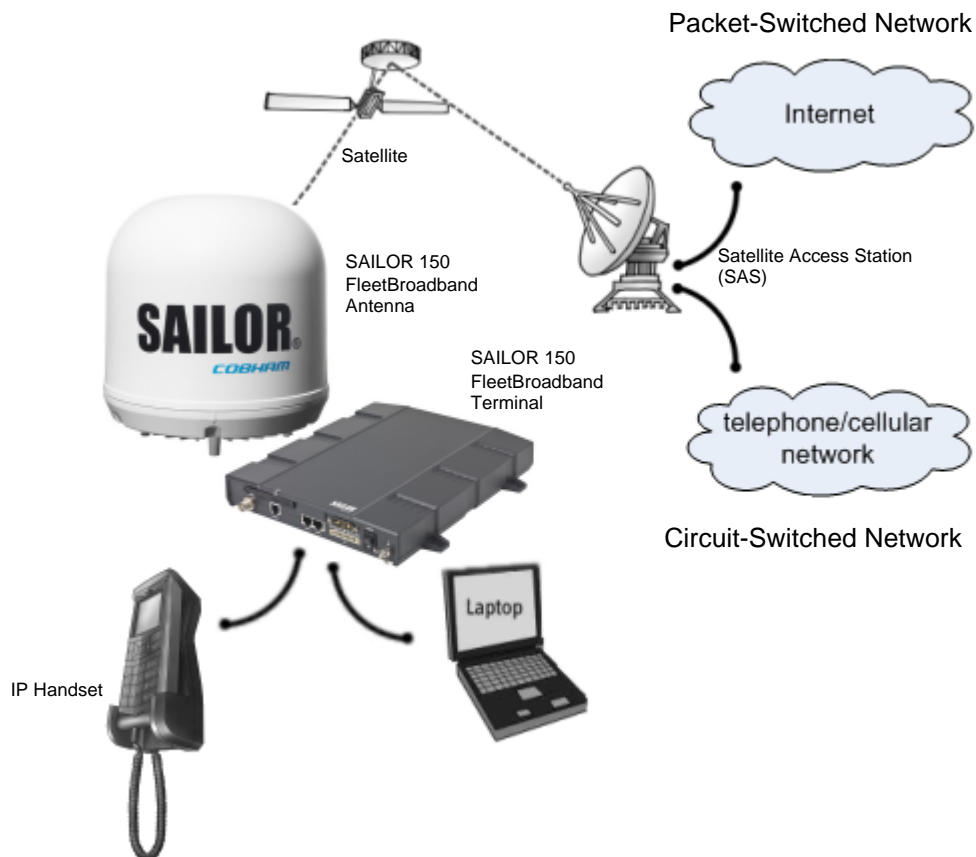 Packet-Switched Network
Internet
Satellite
SAILOR 150
FleetBroadband
Antenna
Satellite Access Station
(SAS)
SAILOR®
COBHAM
SAILOR 150
FleetBroadband
Terminal
telephone/cellular
network
SAILOR
Circuit-Switched Network
Laptop
IP Handset